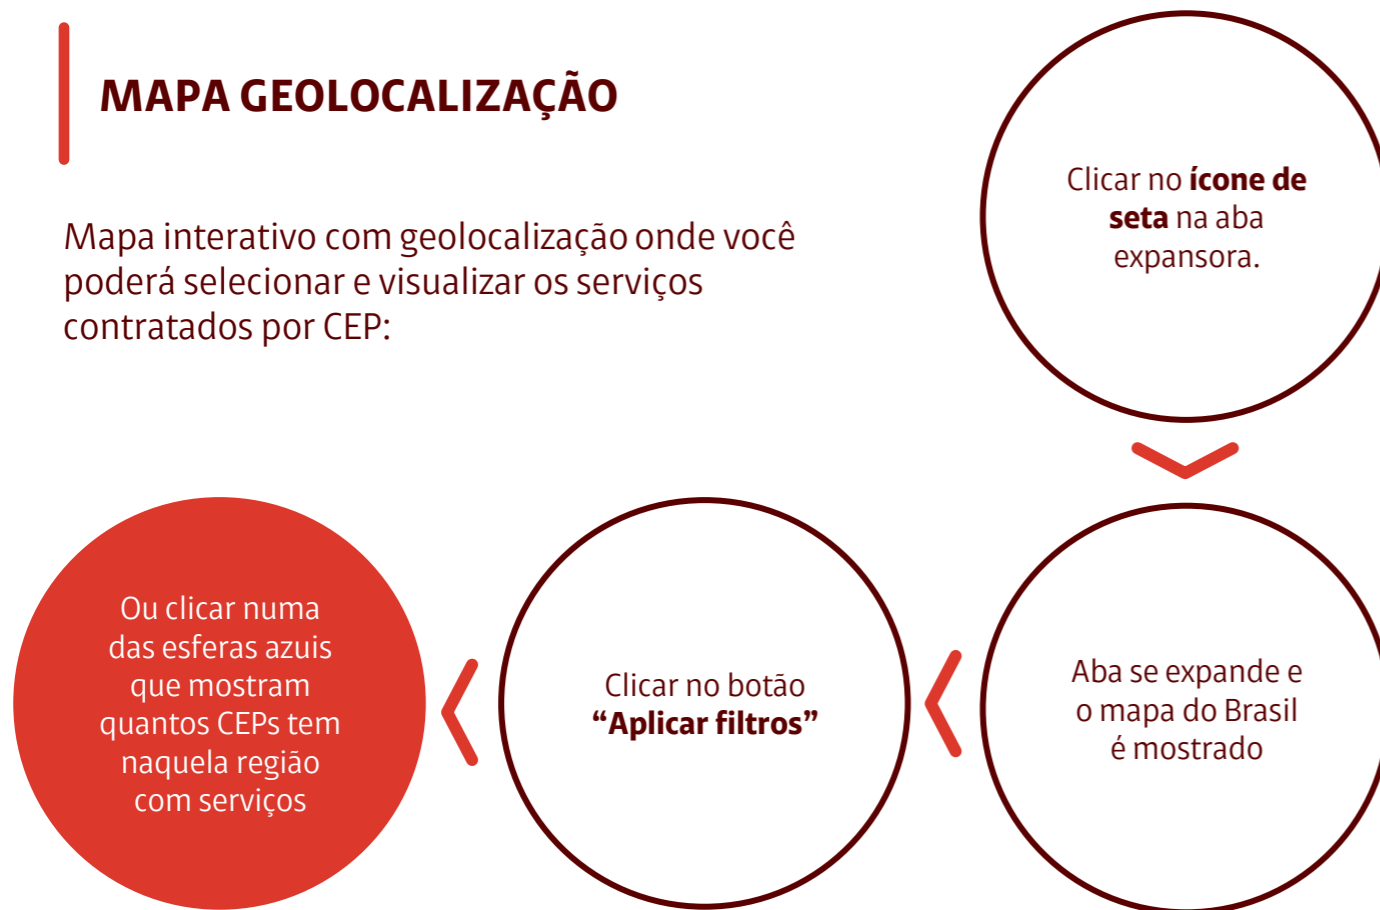 MAPA GEOLOCALIZAÇÃO
Mapa interativo com geolocalização onde você
poderá selecionar e visualizar os serviços
contratados por CEP:
Clicar no ícone de
seta na aba
expansora.
Aba se expande e
o mapa do Brasil
é mostrado
Clicar no botão
“Aplicar filtros”
Ou clicar numa
das esferas azuis
que mostram
quantos CEPs tem
naquela região
com serviços